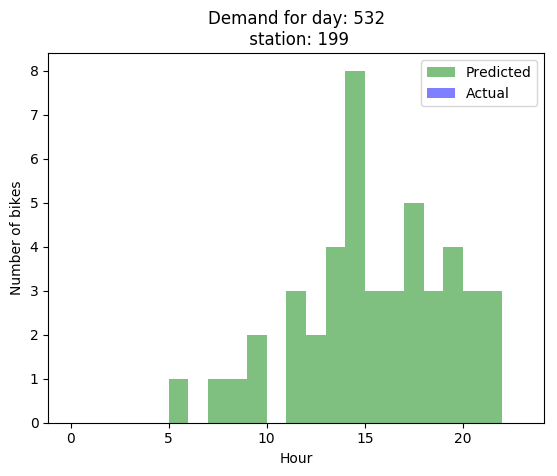 Demand for day: 532
station: 199
Predicted
Actual
Number of bikes
8
7
6
5
4
3
2
1
0
0 5 10 15 20
Hour